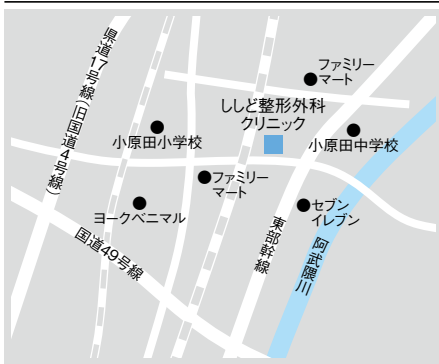 県道17号線(旧国道4号線)
ファミリー
マート
ししど整形外科
クリニック
小原田小学校
小原田中学校
ファミリー
マート
ヨークベニマル
セブン
イレブン
国道49号線
東部幹線
阿武隈川